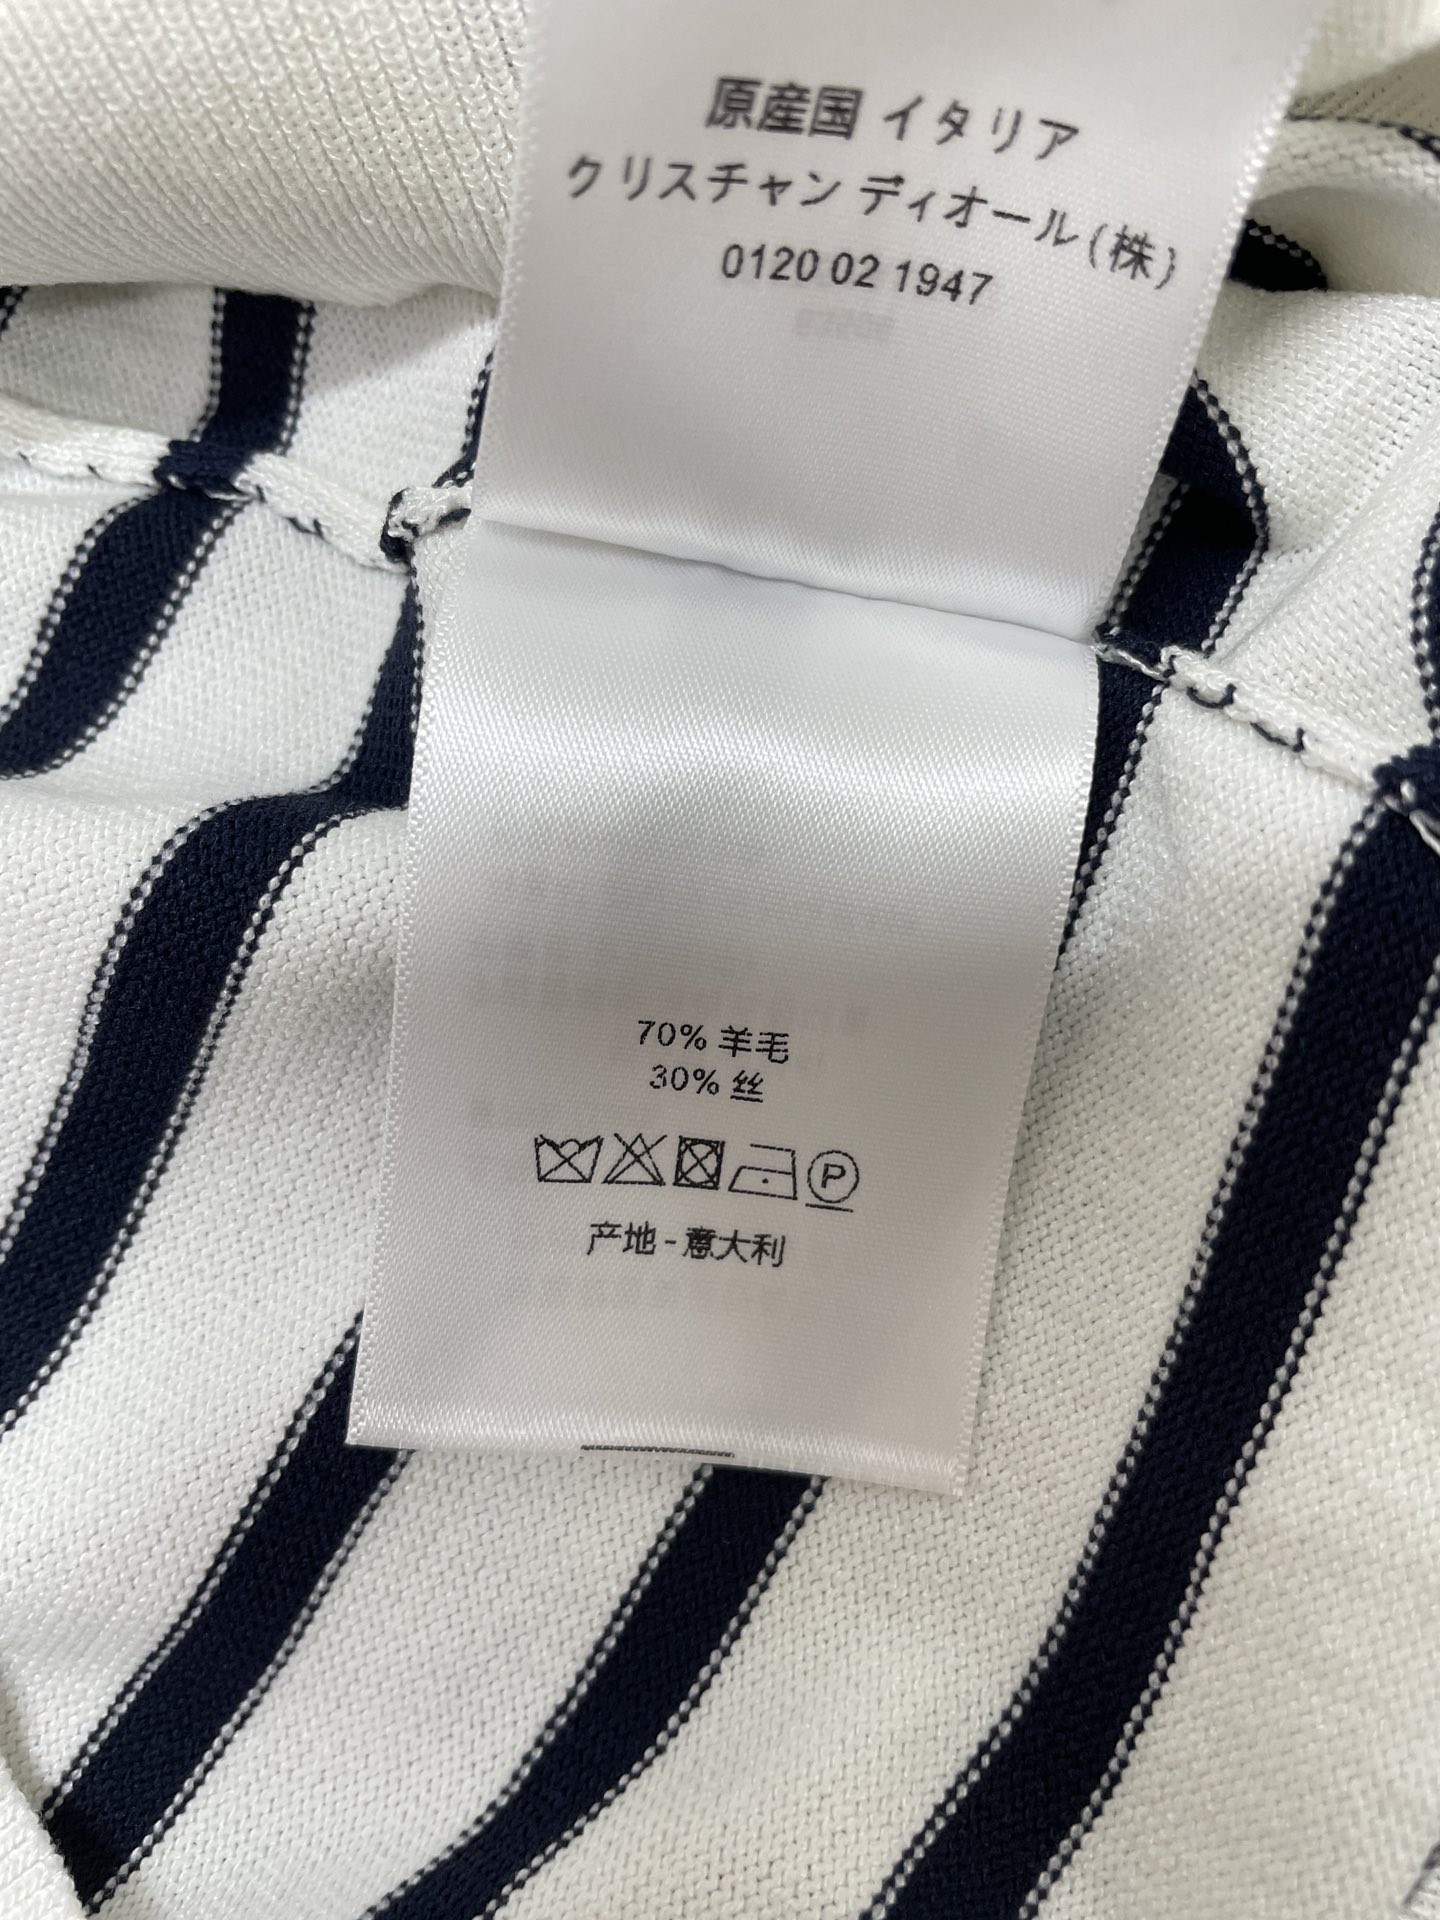 原産国 イタリア
クリスチャン ディオール(株)
0120 02 1947
70% 羊毛
30% 丝
P
产地 - 意大利